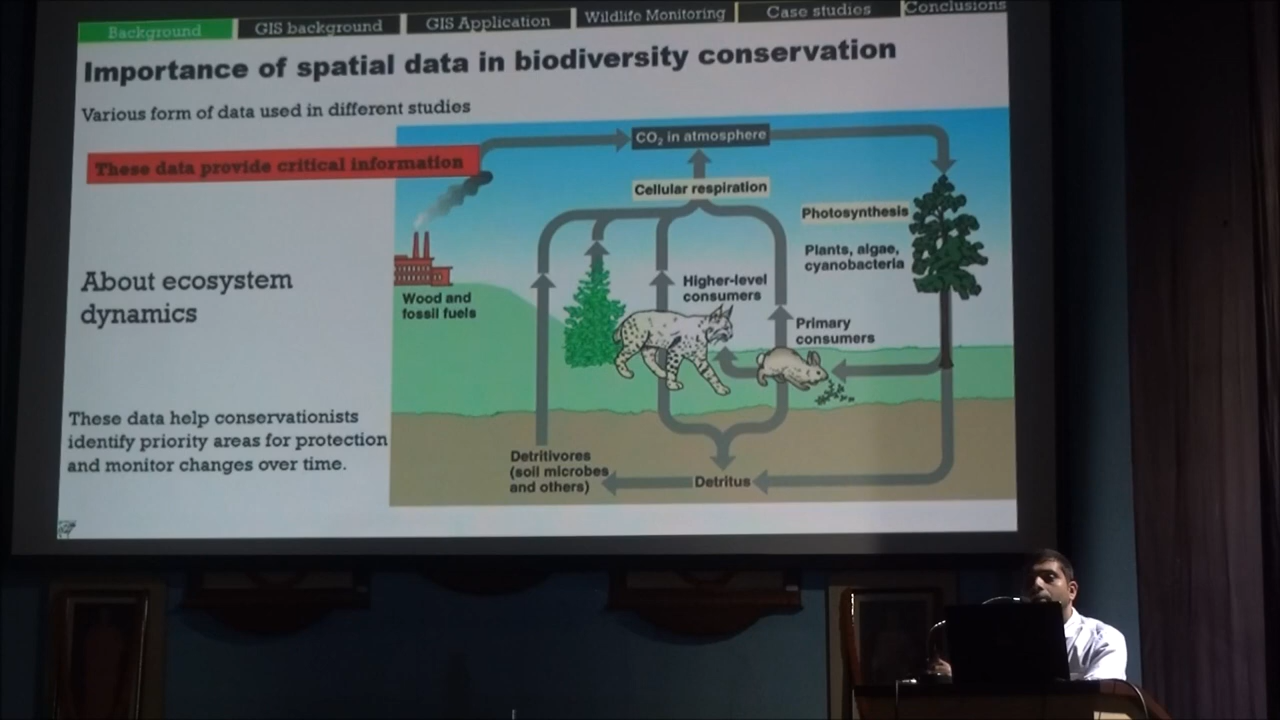 Background GIS background GIS Application Wildlife Monitoring Case studies Conclusions
Importance of spatial data in biodiversity conservation
Various form of data used in different studies
These data provide critical information
About ecosystem
dynamics
These data help conservationists
identify priority areas for protection
and monitor changes over time.
CO₂ in atmosphere
Cellular respiration
Photosynthesis
Plants, algae,
cyanobacteria
Wood and
fossil fuels
Higher-level
consumers
Primary
consumers
Detritivores
(soil microbes
and others)
Detritus